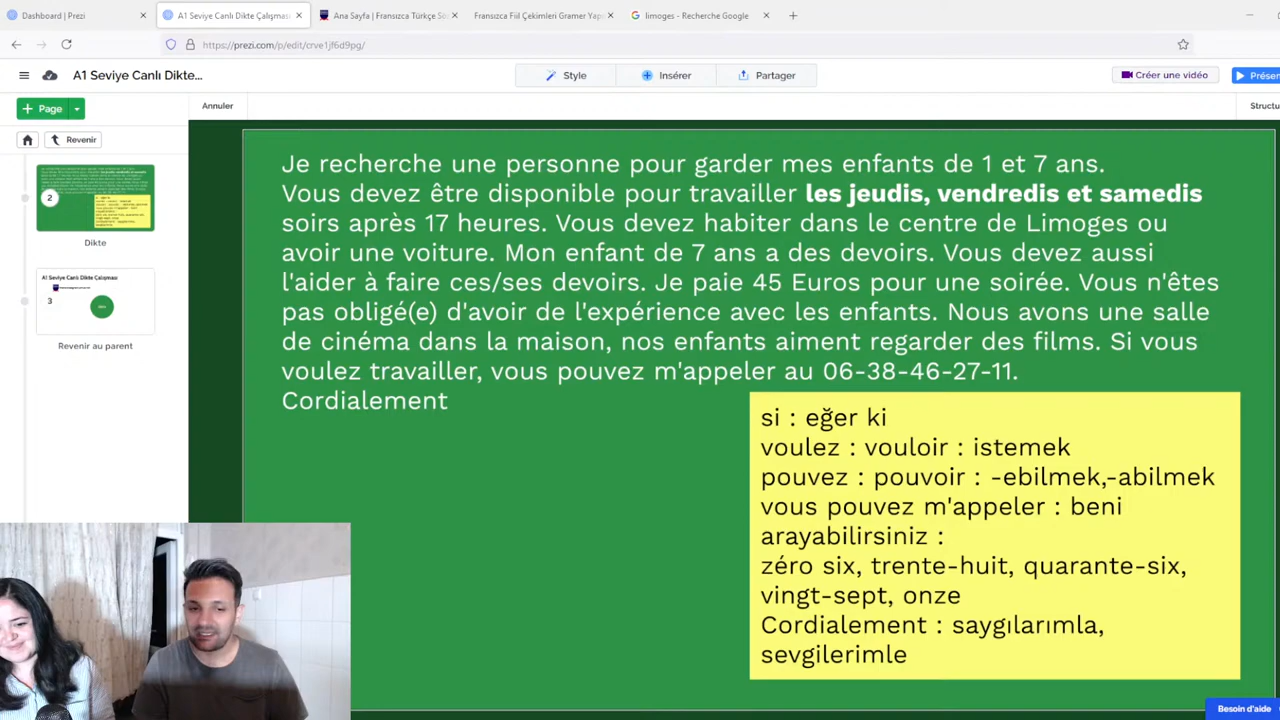 Dashboard | Prezi
A1 Seviye Canlı Dikte Çalışması
Ana Sayfa | Fransızca Türkçe Sö
Fransızca Fiil Çekimleri Gramer Yapı
limoges - Recherche Google
https://prezi.com/p/edit/crve1jf6d9pg/
A1 Seviye Canlı Dikte...
Style
Insérer
Partager
Créer une vidéo
Présen
Page
Annuler
Structu
Revenir
2
Dikte
A1 Seviye Canlı Dikte Çalışması
3
Revenir au parent
Je recherche une personne pour garder mes enfants de 1 et 7 ans.
Vous devez être disponible pour travailler les jeudis, vendredis et samedis
soirs après 17 heures. Vous devez habiter dans le centre de Limoges ou
avoir une voiture. Mon enfant de 7 ans a des devoirs. Vous devez aussi
l'aider à faire ces/ses devoirs. Je paie 45 Euros pour une soirée. Vous n'êtes
pas obligé(e) d'avoir de l'expérience avec les enfants. Nous avons une salle
de cinéma dans la maison, nos enfants aiment regarder des films. Si vous
voulez travailler, vous pouvez m'appeler au 06-38-46-27-11.
Cordialement
si : eğer ki
voulez : vouloir : istemek
pouvez : pouvoir : -ebilmek,-abilmek
vous pouvez m'appeler : beni
arayabilirsiniz :
zéro six, trente-huit, quarante-six,
vingt-sept, onze
Cordialement : saygılarımla,
sevgilerimle
Besoin d'aide